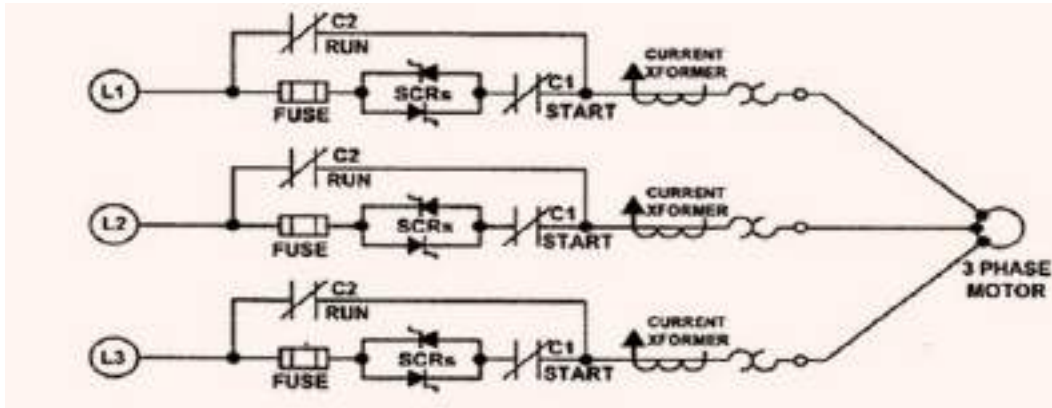 C2
RUN
L1
FUSE
SCRs
C1
START
CURRENT
XFORMER
C2
RUN
L2
FUSE
SCRs
C1
START
CURRENT
XFORMER
3 PHASE
MOTOR
C2
RUN
L3
FUSE
SCRs
C1
START
CURRENT
XFORMER